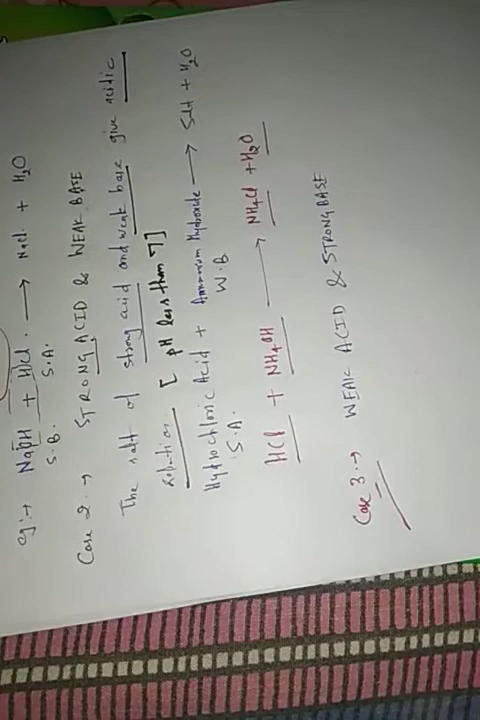 eg:→ NaOH + HCl. → NaCl. + H₂O
S.B. S.A.
Case 2.→ STRONG ACID & WEAK BASE
The salt of strong acid and weak base give acidic
solution. [ pH less than 7]
Hydrochloric Acid + Ammonium Hydroxide → Salt + H₂O
S.A. W.B
HCl + NH₄OH → NH₄Cl + H₂O
Case 3.→ WEAK ACID & STRONG BASE